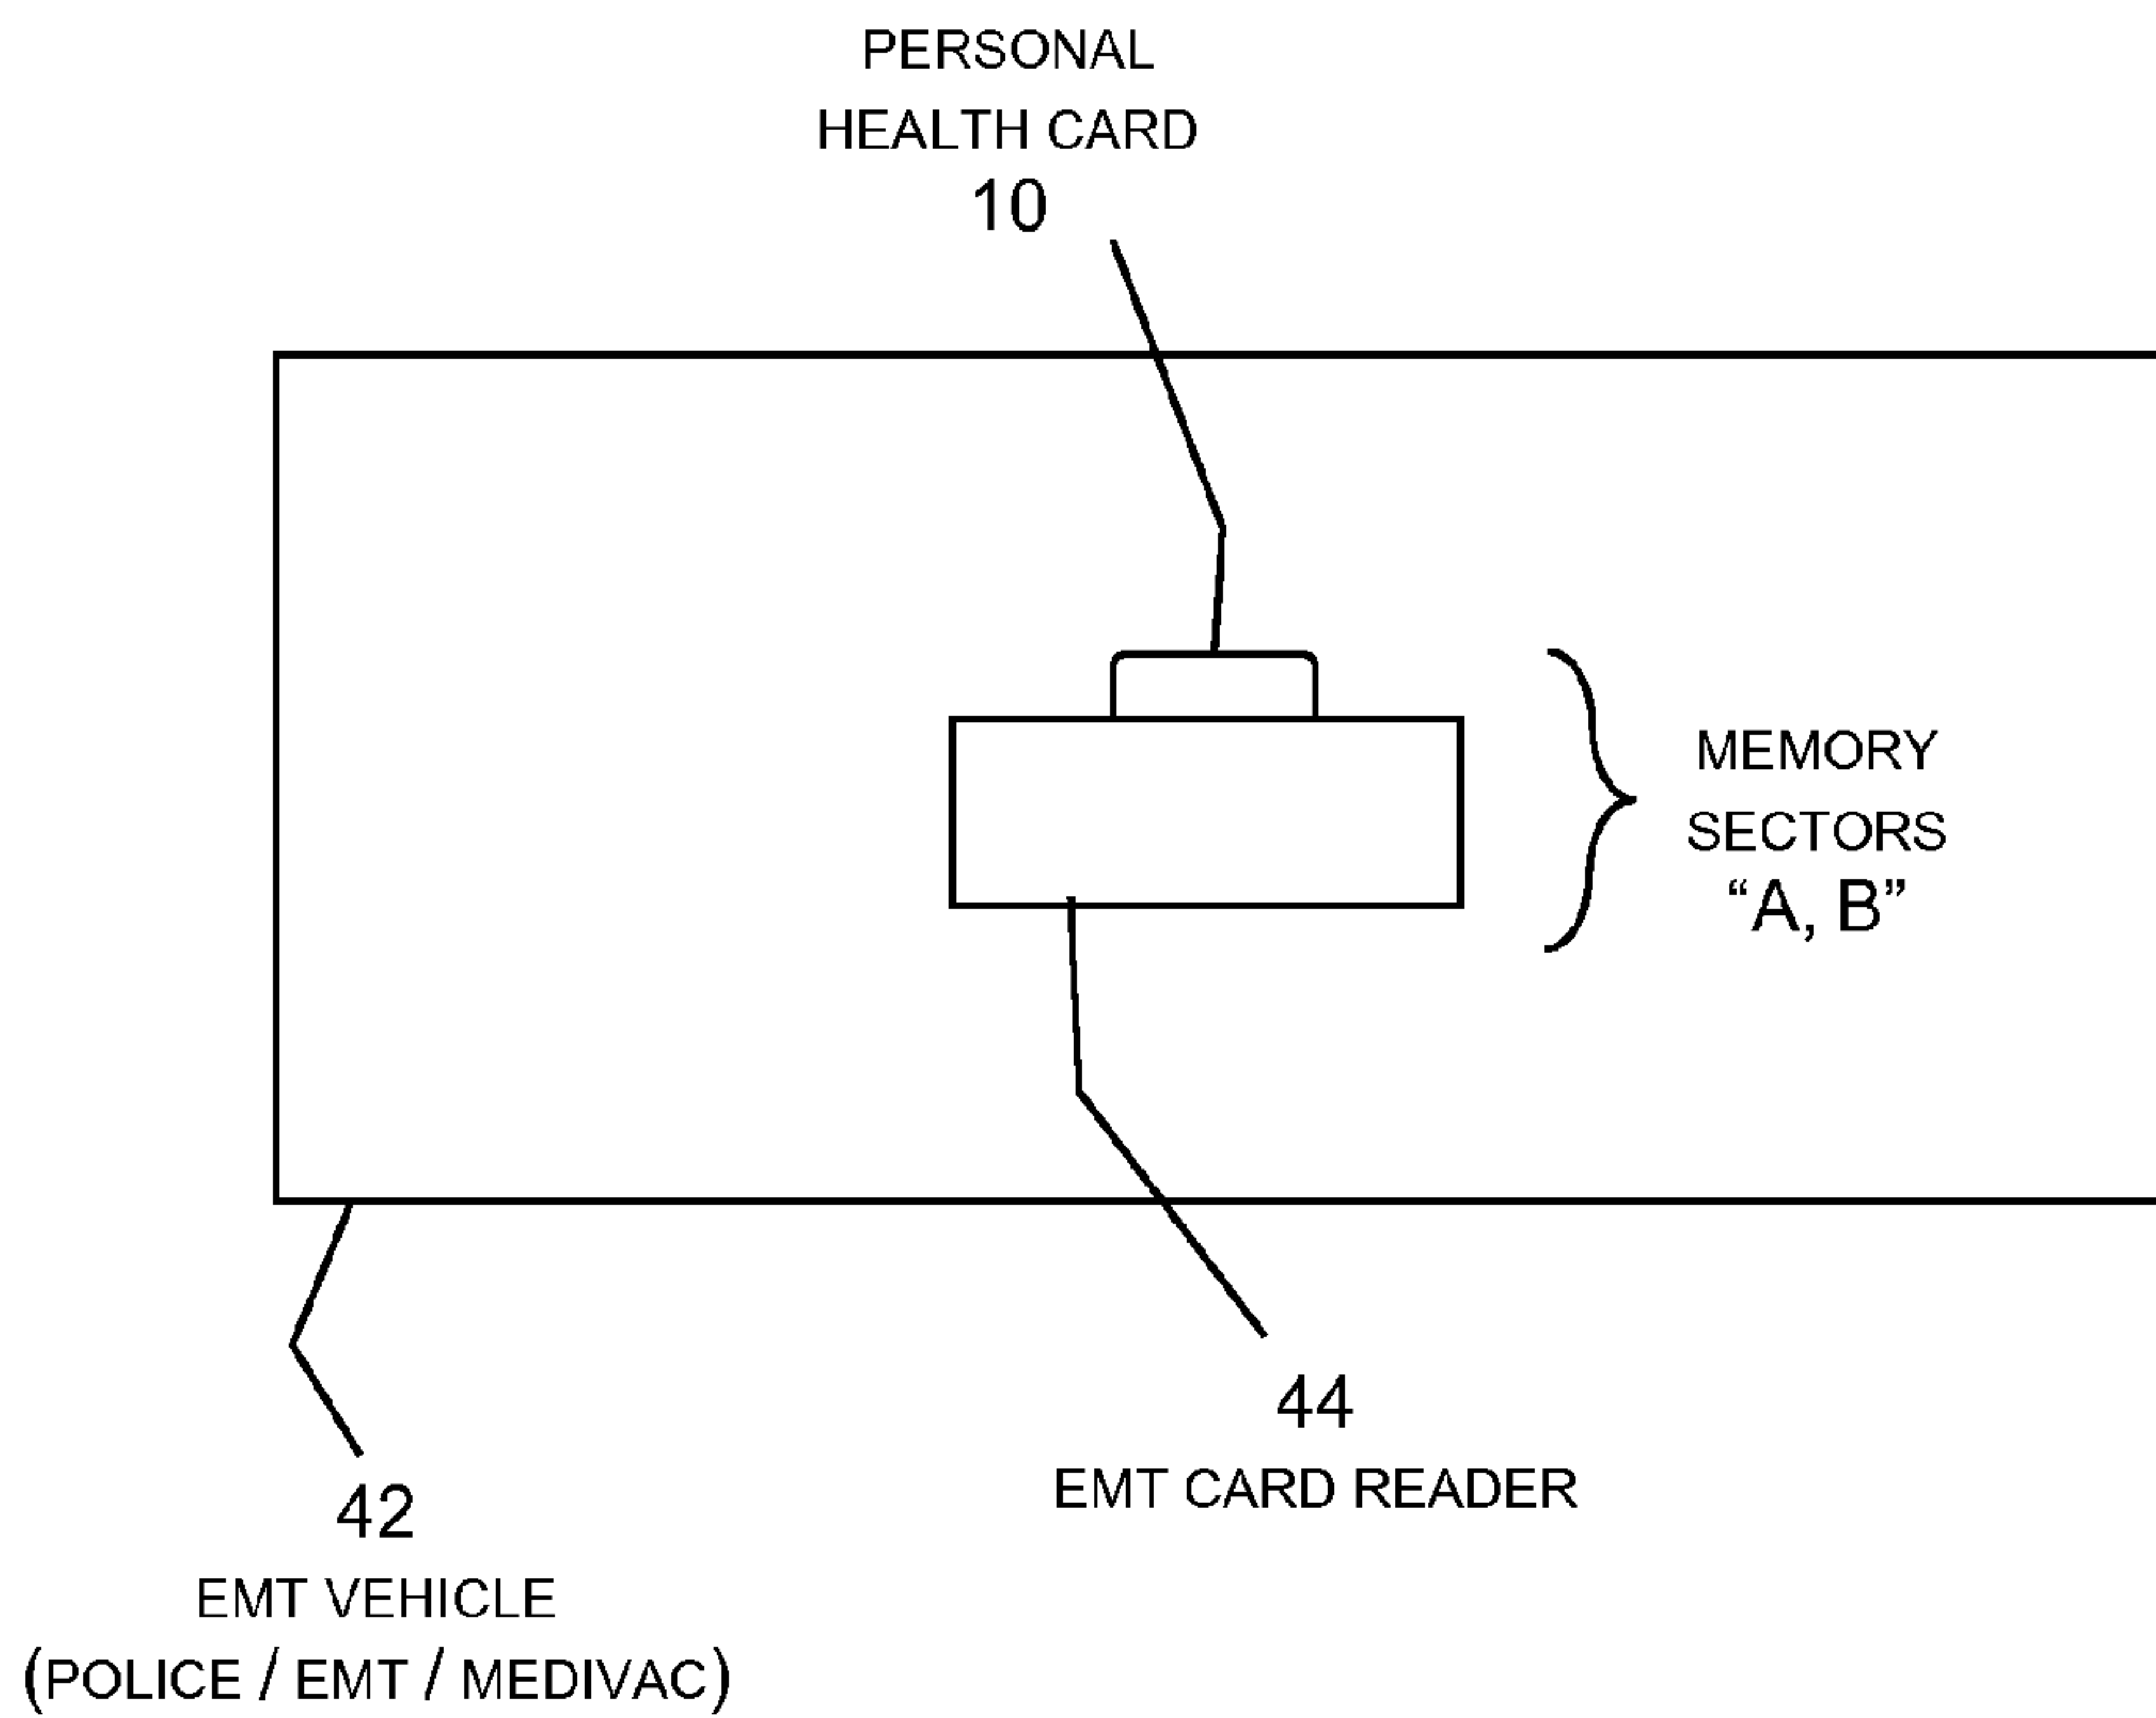 PERSONAL
HEALTH CARD
10
MEMORY
SECTORS
“A, B”
44
EMT CARD READER
42
EMT VEHICLE
(POLICE / EMT / MEDIVAC)